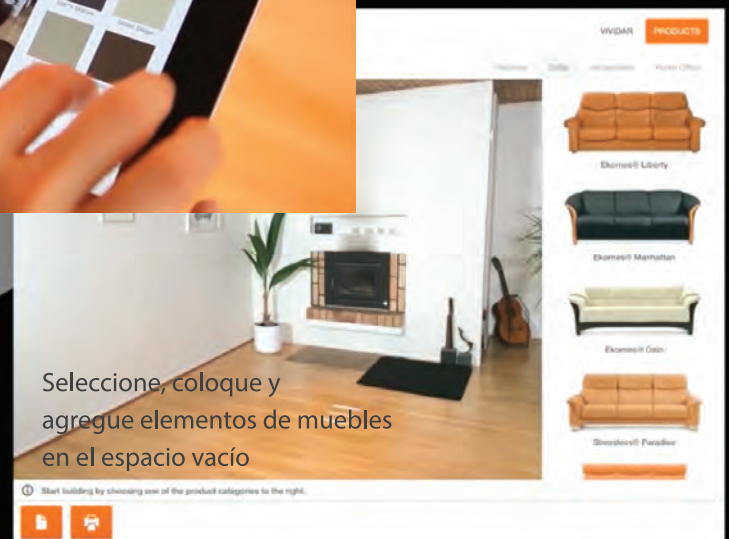 VIVIDAR
PRODUCTS
Sofas
Ekornes® Liberty
Ekornes® Manhattan
Ekornes® Oslo
Stressless® Paradise
Seleccione, coloque y
agregue elementos de muebles
en el espacio vacío
Start building by choosing one of the product categories to the right.